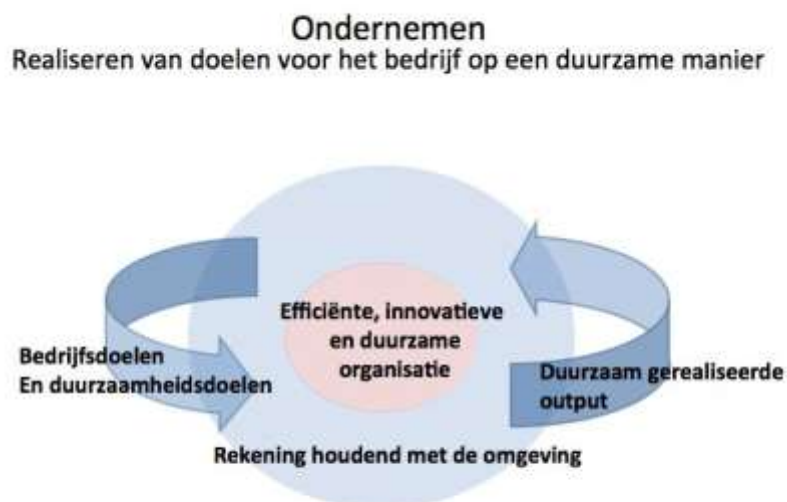 Ondernemen
Realiseren van doelen voor het bedrijf op een duurzame manier
Efficiënte, innovatieve
en duurzame
organisatie
Bedrijfsdoelen
En duurzaamheidsdoelen
Duurzaam gerealiseerde
output
Rekening houdend met de omgeving